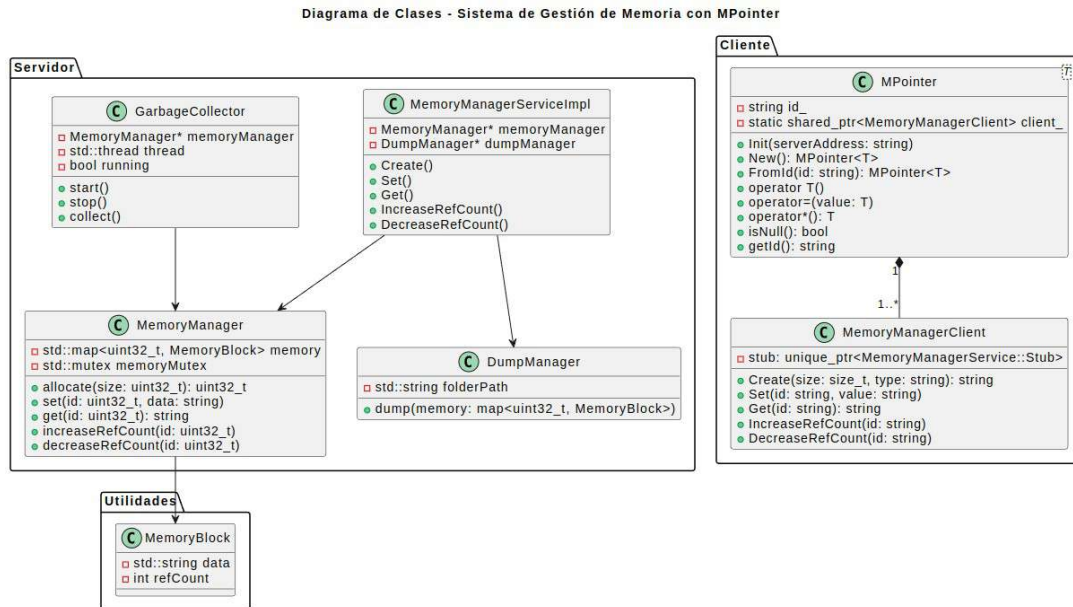 Diagrama de Clases - Sistema de Gestión de Memoria con MPointer
Servidor
C GarbageCollector
MemoryManager* memoryManager
std::thread thread
bool running
start()
stop()
collect()
C MemoryManagerServiceImpl
MemoryManager* memoryManager
DumpManager* dumpManager
Create()
Set()
Get()
IncreaseRefCount()
DecreaseRefCount()
C MemoryManager
std::map<uint32_t, MemoryBlock> memory
std::mutex memoryMutex
allocate(size: uint32_t): uint32_t
set(id: uint32_t, data: string)
get(id: uint32_t): string
increaseRefCount(id: uint32_t)
decreaseRefCount(id: uint32_t)
C DumpManager
std::string folderPath
dump(memory: map<uint32_t, MemoryBlock>)
Utilidades
C MemoryBlock
std::string data
int refCount
Cliente
C MPointer
T
string id_
static shared_ptr<MemoryManagerClient> client_
Init(serverAddress: string)
New(): MPointer<T>
FromId(id: string): MPointer<T>
operator T()
operator=(value: T)
operator*(): T
isNull(): bool
getId(): string
1
1..*
C MemoryManagerClient
stub: unique_ptr<MemoryManagerService::Stub>
Create(size: size_t, type: string): string
Set(id: string, value: string)
Get(id: string): string
IncreaseRefCount(id: string)
DecreaseRefCount(id: string)